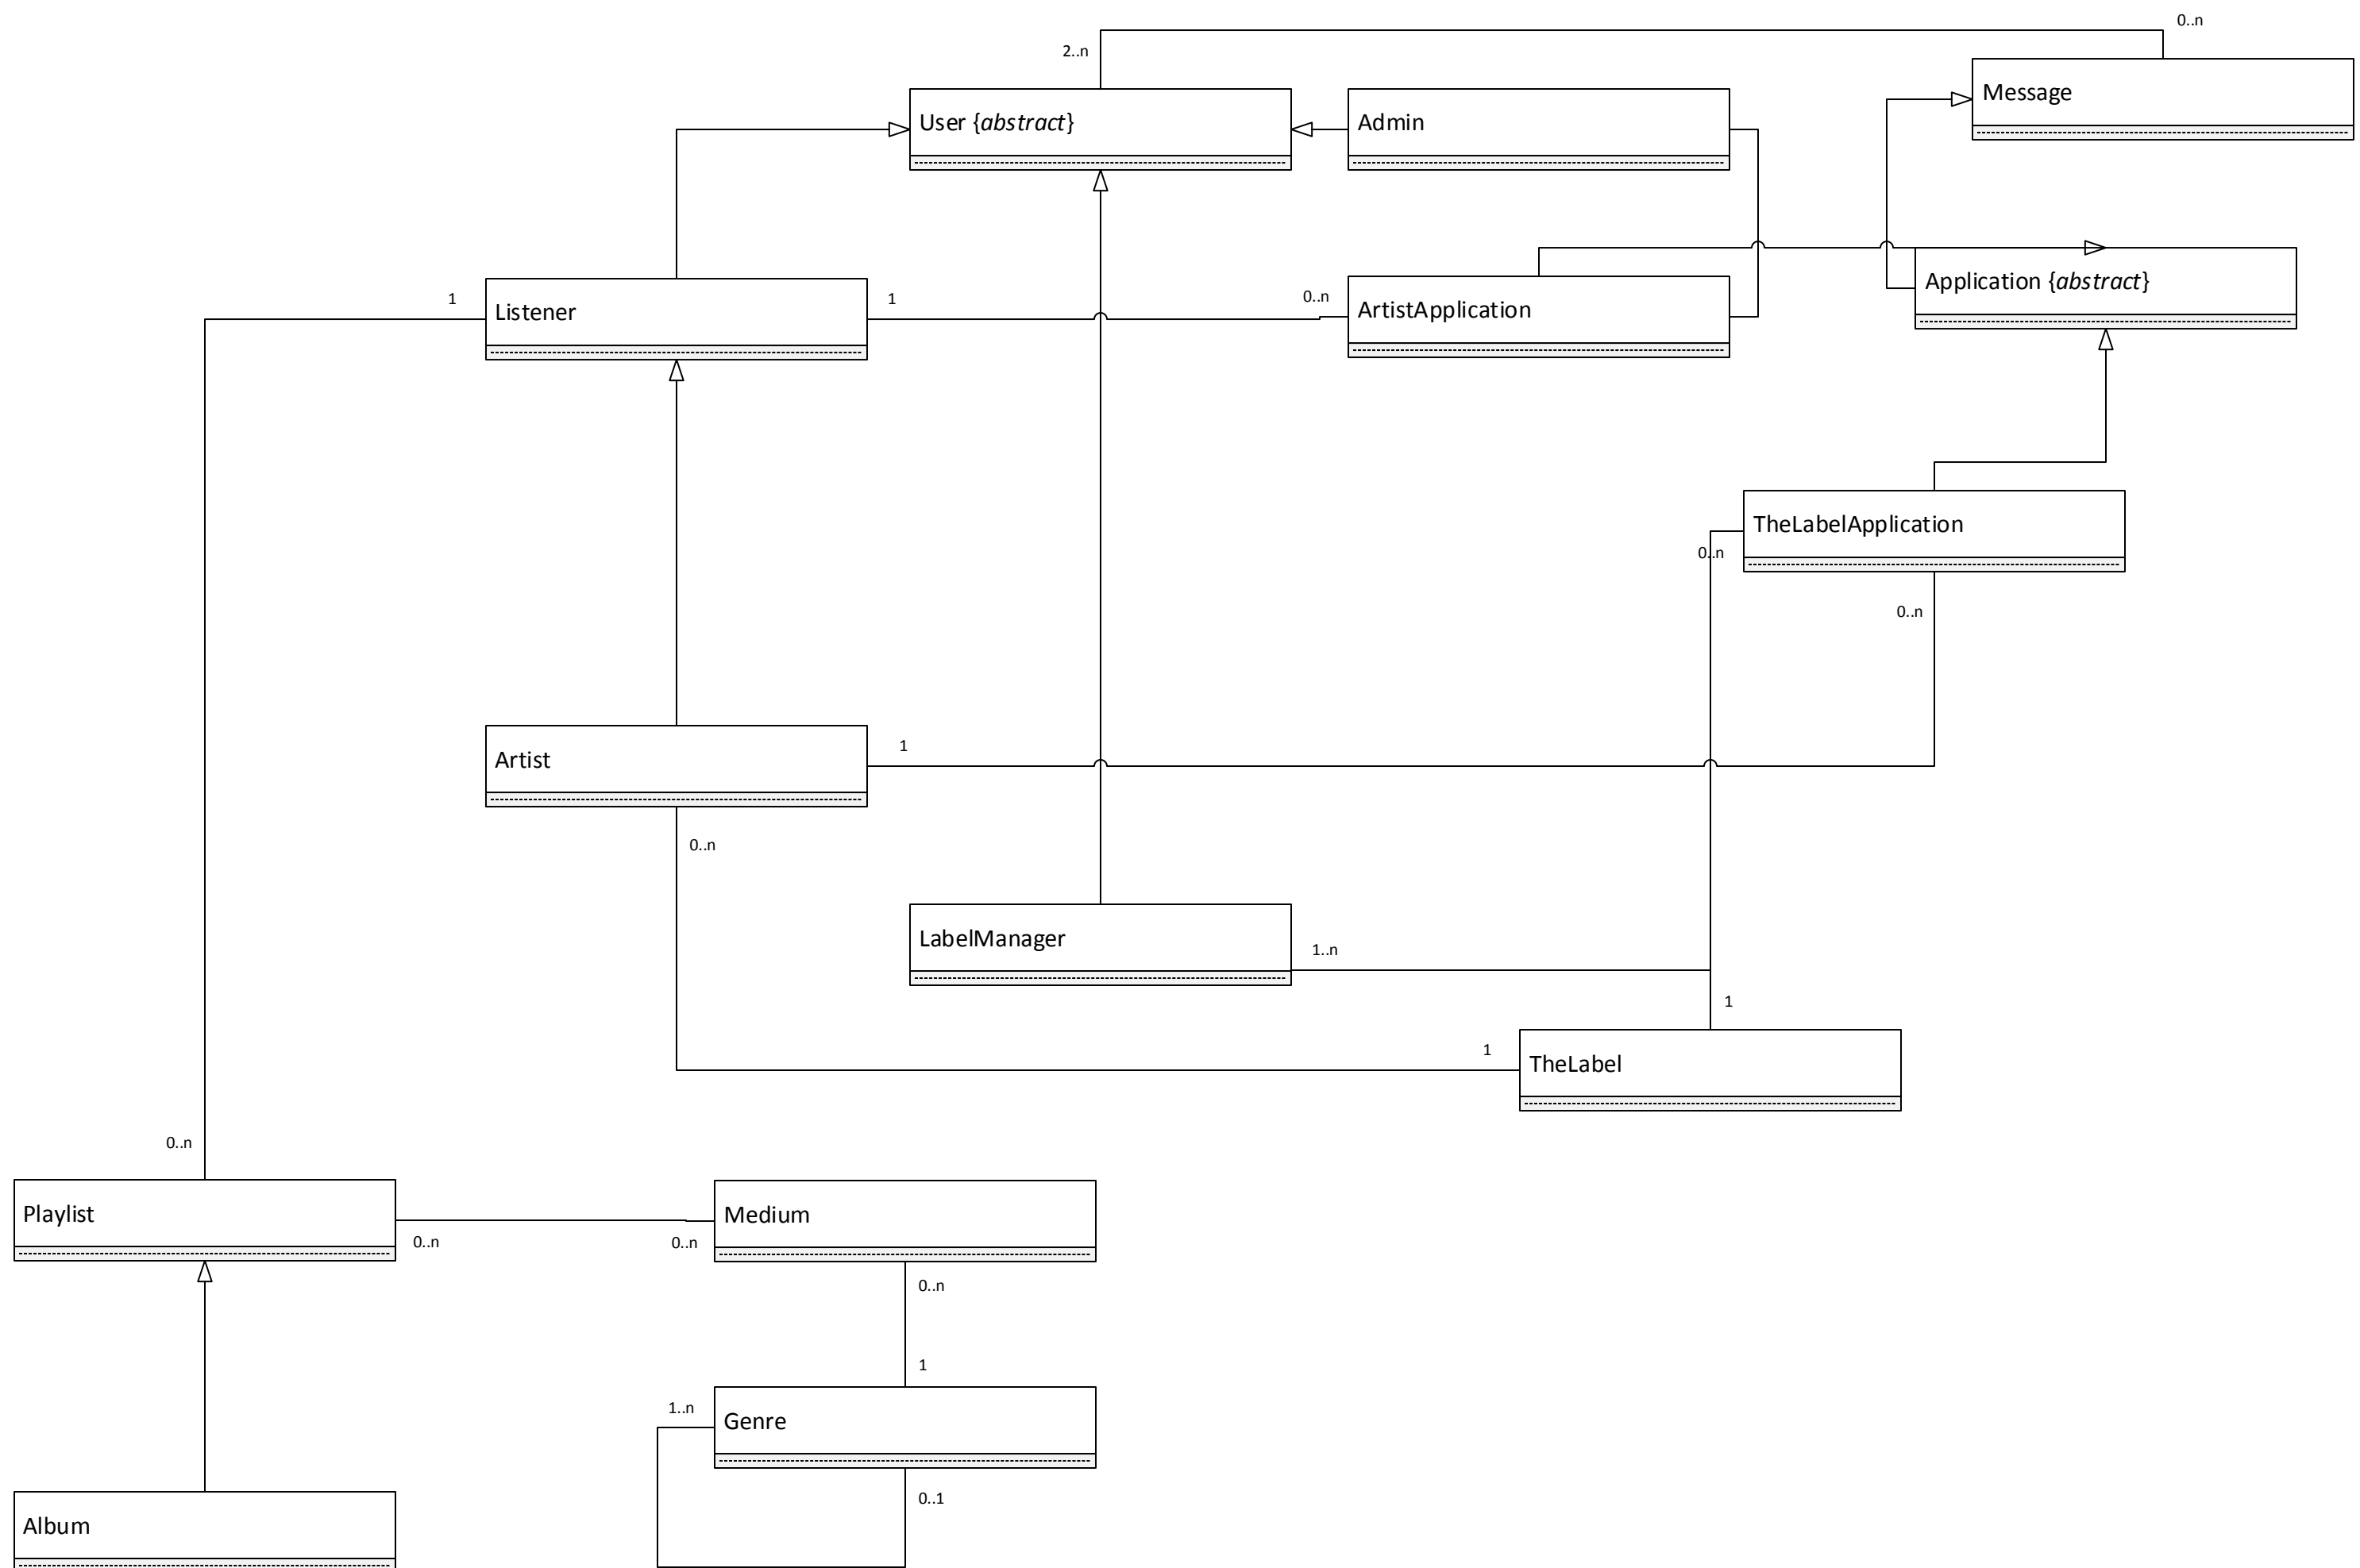 0..n
2..n
Message
User {abstract}
Admin
Application {abstract}
1
Listener
1
0..n
ArtistApplication
TheLabelApplication
0..n
0..n
1
Artist
0..n
LabelManager
1..n
1
1
TheLabel
0..n
Playlist
Medium
0..n
0..n
0..n
1
1..n
Genre
0..1
Album